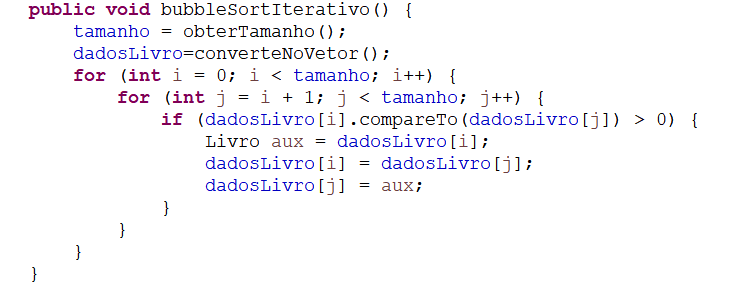 public void bubbleSortIterativo() {
tamanho = obterTamanho();
dadosLivro=converteNoVetor();
for (int i = 0; i < tamanho; i++) {
for (int j = i + 1; j < tamanho; j++) {
if (dadosLivro[i].compareTo(dadosLivro[j]) > 0) {
Livro aux = dadosLivro[i];
dadosLivro[i] = dadosLivro[j];
dadosLivro[j] = aux;
}
}
}
}